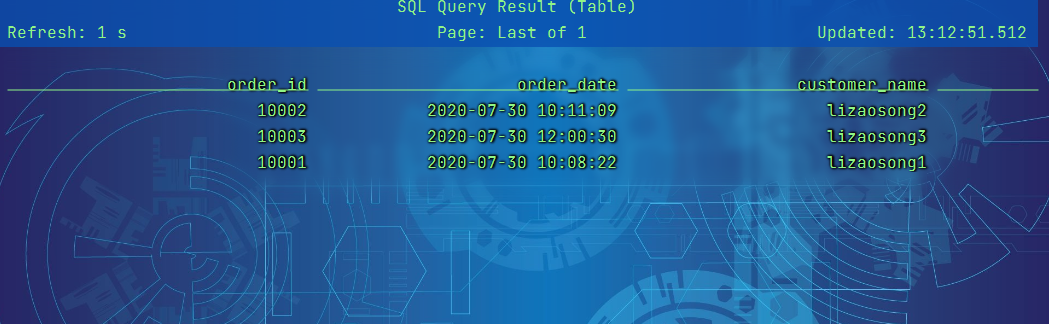 SQL Query Result (Table)
Refresh: 1 s Page: Last of 1 Updated: 13:12:51.512
order_id order_date customer_name
10002 2020-07-30 10:11:09 lizaosong2
10003 2020-07-30 12:00:30 lizaosong3
10001 2020-07-30 10:08:22 lizaosong1